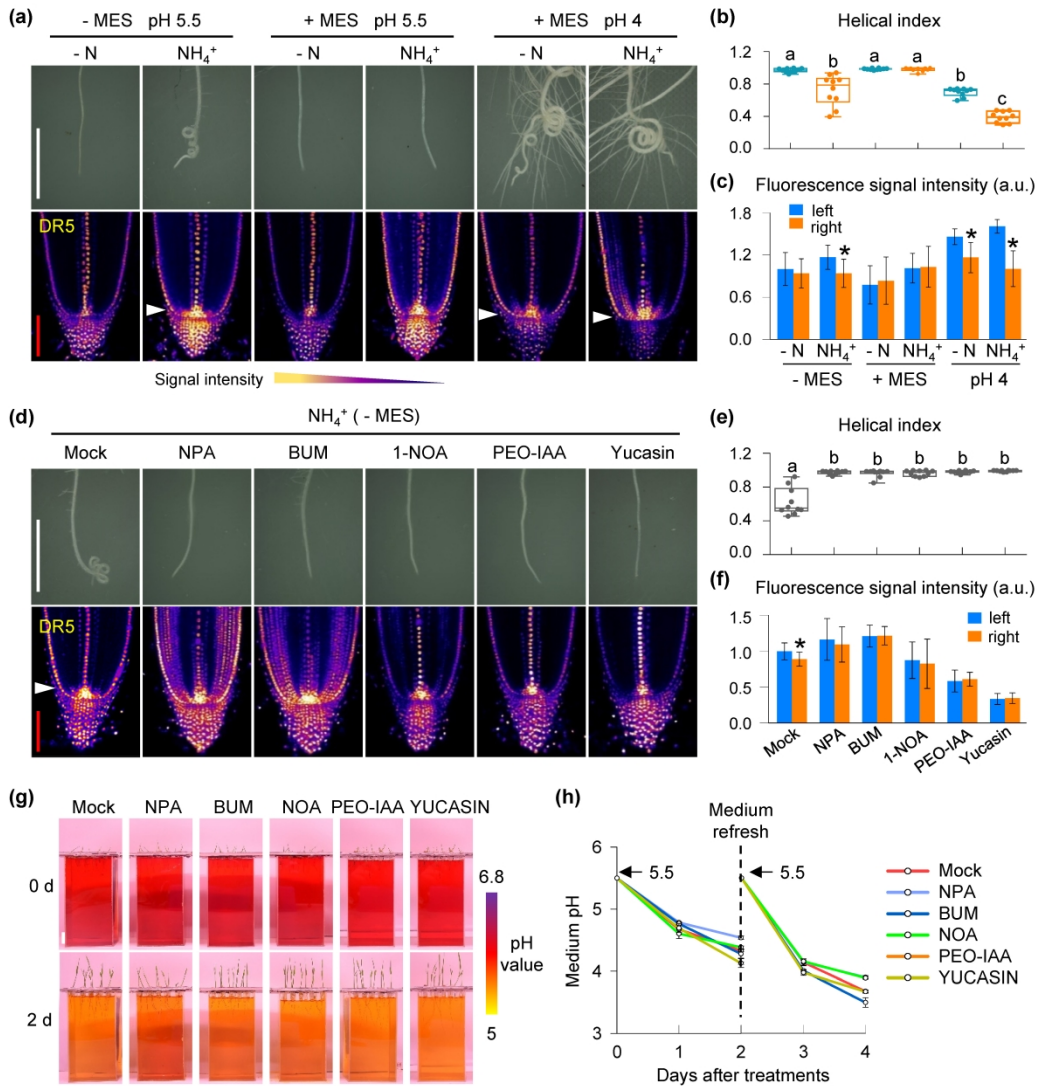 (a)
- MES pH 5.5
+ MES pH 5.5
+ MES pH 4
- N
NH₄⁺
- N
NH₄⁺
- N
NH₄⁺
DR5
Signal intensity
(b)
Helical index
1.2
0.8
0.4
0.0
a
b
a
a
b
c
(c)
Fluorescence signal intensity (a.u.)
1.8
1.2
0.6
0.0
left
right
*
*
*
- N
NH₄⁺
- N
NH₄⁺
- N
NH₄⁺
- MES
+ MES
pH 4
(d)
NH₄⁺ ( - MES)
Mock
NPA
BUM
1-NOA
PEO-IAA
Yucasin
DR5
(e)
Helical index
1.2
0.8
0.4
0.0
a
b
b
b
b
b
(f)
Fluorescence signal intensity (a.u.)
1.5
1.0
0.5
0.0
left
right
*
Mock
NPA
BUM
1-NOA
PEO-IAA
Yucasin
(g)
Mock
NPA
BUM
NOA
PEO-IAA
YUCASIN
0 d
2 d
6.8
pH
value
5
(h)
Medium
refresh
6
5
4
3
Medium pH
5.5
5.5
0
1
2
3
4
Days after treatments
Mock
NPA
BUM
NOA
PEO-IAA
YUCASIN